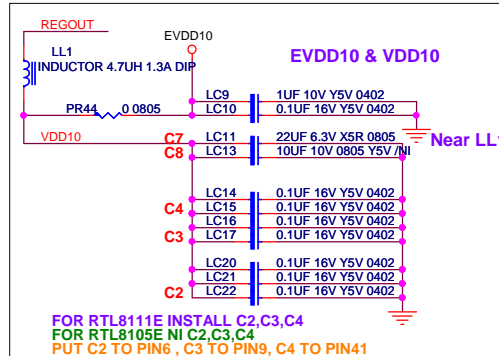 REGOUT
EVDD10
EVDD10 & VDD10
LL1
INDUCTOR 4.7UH 1.3A DIP
LC9 1UF 10V Y5V 0402
PR44 0 0805 LC10 0.1UF 16V Y5V 0402
VDD10 C7 LC11 22UF 6.3V X5R 0805 Near LL1
C8 LC13 10UF 10V 0805 Y5V /NI
LC14 0.1UF 16V Y5V 0402
C4 LC15 0.1UF 16V Y5V 0402
LC16 0.1UF 16V Y5V 0402
C3 LC17 0.1UF 16V Y5V 0402
LC20 0.1UF 16V Y5V 0402
LC21 0.1UF 16V Y5V 0402
C2 LC22 0.1UF 16V Y5V 0402
FOR RTL8111E INSTALL C2,C3,C4
FOR RTL8105E NI C2,C3,C4
PUT C2 TO PIN6 , C3 TO PIN9, C4 TO PIN41